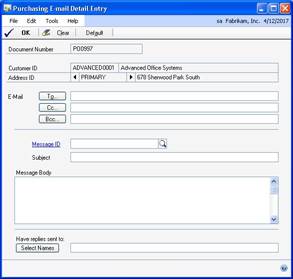 Purchasing E-mail Detail Entry
File Edit Tools Help sa Fabrikam, Inc. 4/12/2017
OK Clear Default
Document Number PO0997
Customer ID ADVANCED0001 Advanced Office Systems
Address ID PRIMARY 678 Sherwood Park South
E-Mail To...
Cc...
Bcc...
Message ID
Subject
Message Body
Have replies sent to:
Select Names